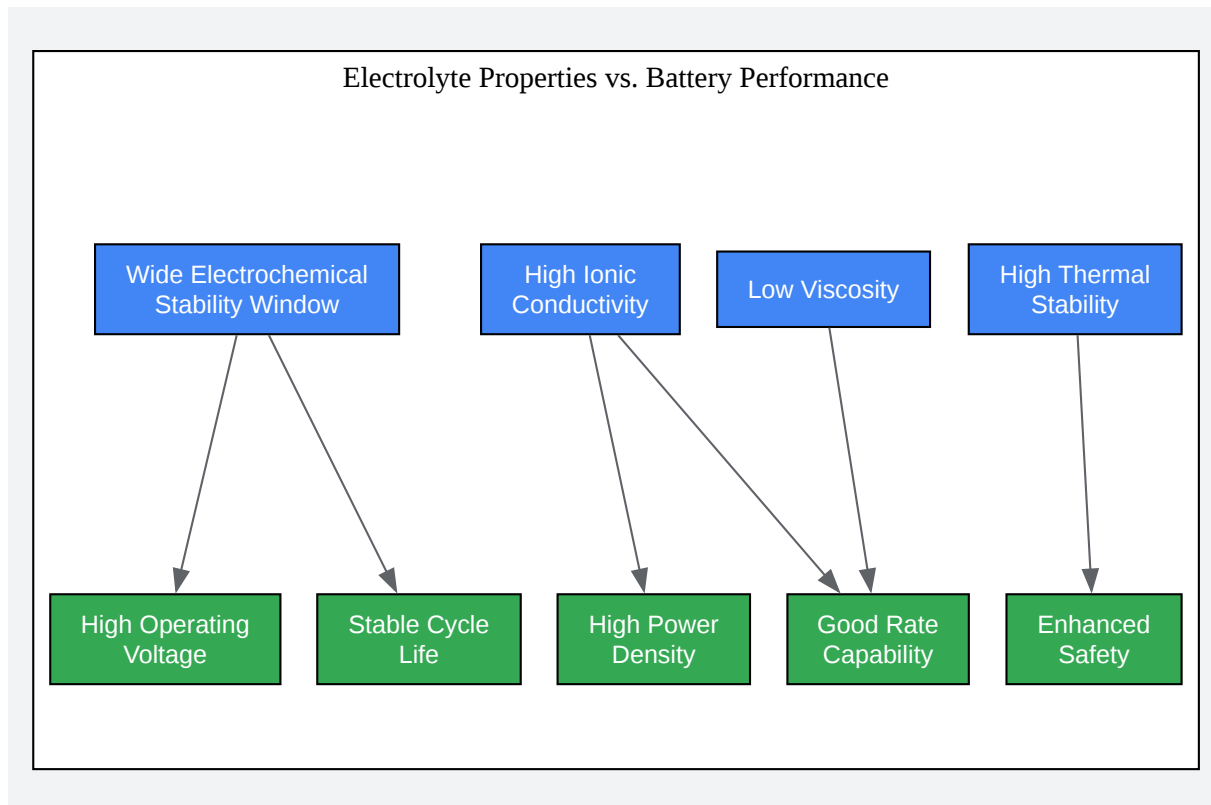 Electrolyte Properties vs. Battery Performance
Wide Electrochemical
Stability Window
High Ionic
Conductivity
Low Viscosity
High Thermal
Stability
High Operating
Voltage
Stable Cycle
Life
High Power
Density
Good Rate
Capability
Enhanced
Safety